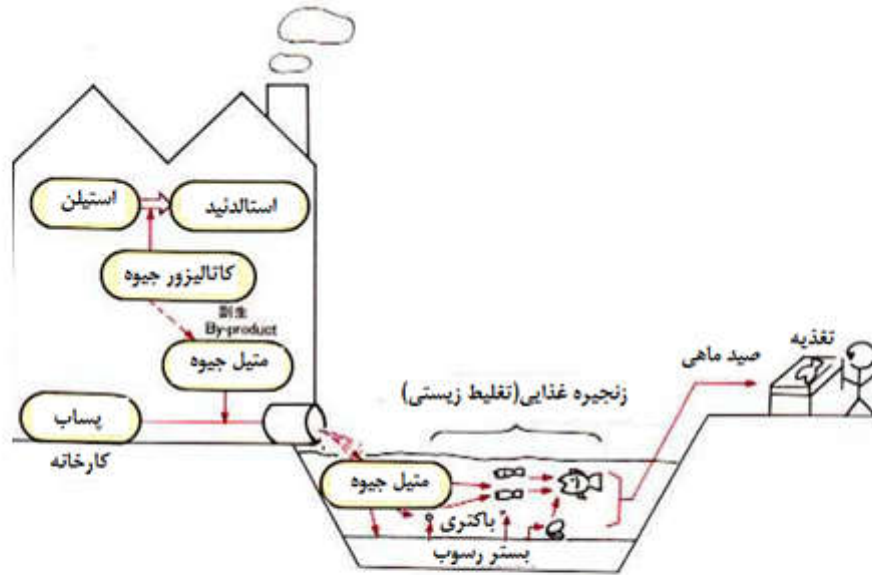 استیلن
استالدئید
کاتالیزور جیوه
副生
By-product
متیل جیوه
پساب
کارخانه
زنجیره غذایی(تغلیط زیستی)
صید ماهی
تغذیه
متیل جیوه
باکتری
بستر رسوب